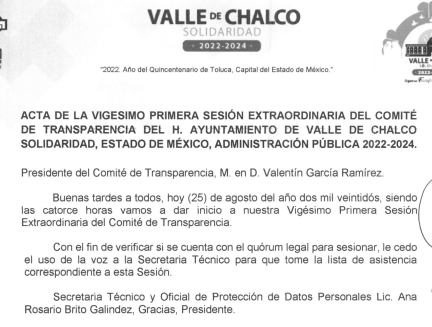 VALLE DE CHALCO
SOLIDARIDAD
- 2022-2024 -
"2022. Año del Quincentenario de Toluca, Capital del Estado de México."
ACTA DE LA VIGESIMO PRIMERA SESIÓN EXTRAORDINARIA DEL COMITÉ
DE TRANSPARENCIA DEL H. AYUNTAMIENTO DE VALLE DE CHALCO
SOLIDARIDAD, ESTADO DE MÉXICO, ADMINISTRACIÓN PÚBLICA 2022-2024.
Presidente del Comité de Transparencia, M. en D. Valentín García Ramírez.
Buenas tardes a todos, hoy (25) de agosto del año dos mil veintidós, siendo
las catorce horas vamos a dar inicio a nuestra Vigésimo Primera Sesión
Extraordinaria del Comité de Transparencia.
Con el fin de verificar si se cuenta con el quórum legal para sesionar, le cedo
el uso de la voz a la Secretaria Técnico para que tome la lista de asistencia
correspondiente a esta Sesión.
Secretaria Técnico y Oficial de Protección de Datos Personales Lic. Ana
Rosario Brito Galindez, Gracias, Presidente.